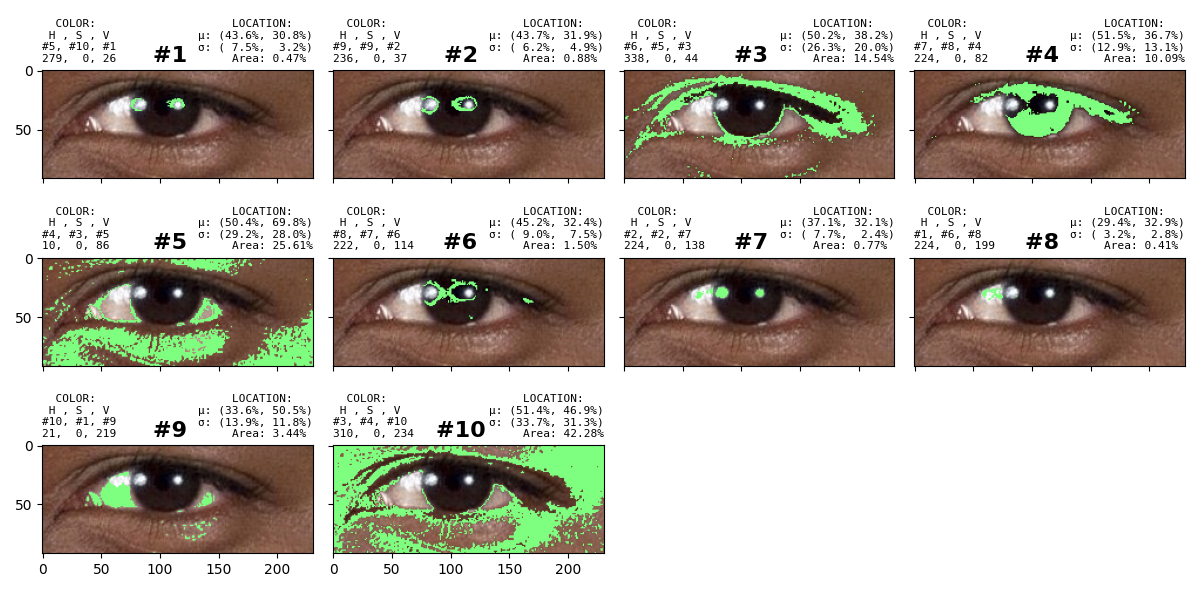 COLOR: LOCATION:
H , S , V μ: (43.6%, 30.8%)
#5, #10, #1 #1 σ: ( 7.5%, 3.2%)
279, 0, 26 Area: 0.47%
COLOR: LOCATION:
H , S , V μ: (43.7%, 31.9%)
#9, #9, #2 #2 σ: ( 6.2%, 4.9%)
236, 0, 37 Area: 0.88%
COLOR: LOCATION:
H , S , V μ: (50.2%, 38.2%)
#6, #5, #3 #3 σ: (26.3%, 20.0%)
338, 0, 44 Area: 14.54%
COLOR: LOCATION:
H , S , V μ: (51.5%, 36.7%)
#7, #8, #4 #4 σ: (12.9%, 13.1%)
224, 0, 82 Area: 10.09%
0
50
COLOR: LOCATION:
H , S , V μ: (50.4%, 69.8%)
#4, #3, #5 #5 σ: (29.2%, 28.0%)
10, 0, 86 Area: 25.61%
COLOR: LOCATION:
H , S , V μ: (45.2%, 32.4%)
#8, #7, #6 #6 σ: ( 9.0%, 7.5%)
222, 0, 114 Area: 1.50%
COLOR: LOCATION:
H , S , V μ: (37.1%, 32.1%)
#2, #2, #7 #7 σ: ( 7.7%, 2.4%)
224, 0, 138 Area: 0.77%
COLOR: LOCATION:
H , S , V μ: (29.4%, 32.9%)
#1, #6, #8 #8 σ: ( 3.2%, 2.8%)
224, 0, 199 Area: 0.41%
0
50
COLOR: LOCATION:
H , S , V μ: (33.6%, 50.5%)
#10, #1, #9 #9 σ: (13.9%, 11.8%)
21, 0, 219 Area: 3.44%
COLOR: LOCATION:
H , S , V μ: (51.4%, 46.9%)
#3, #4, #10 #10 σ: (33.7%, 31.3%)
310, 0, 234 Area: 42.28%
0
50
0 50 100 150 200
0 50 100 150 200